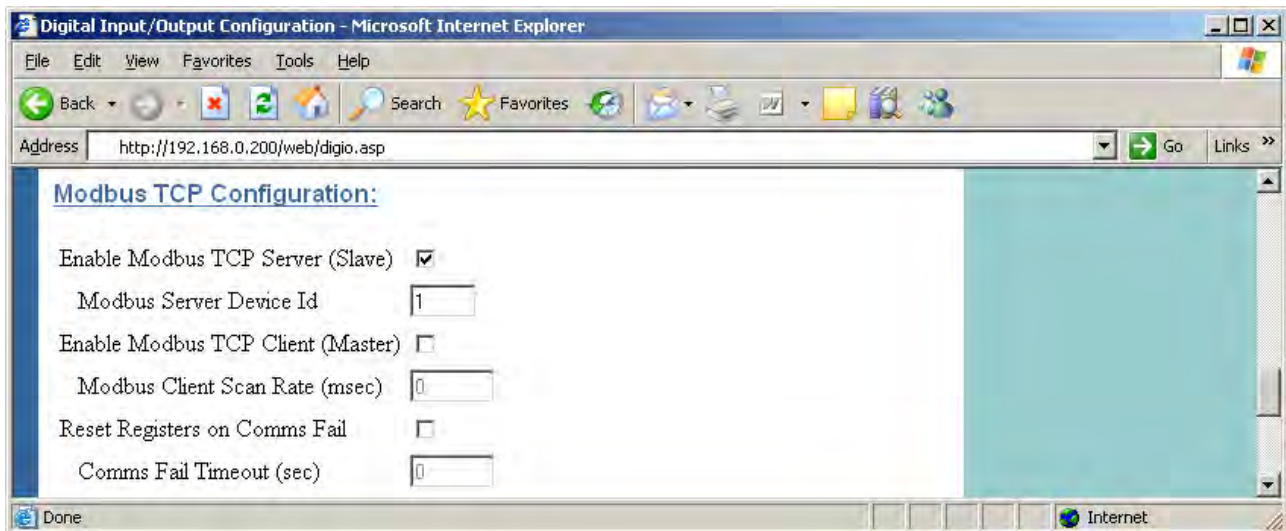 Digital Input/Output Configuration - Microsoft Internet Explorer
File Edit View Favorites Tools Help
Back Search Favorites W
Address http://192.168.0.200/web/digio.asp Go Links »
Modbus TCP Configuration:
Enable Modbus TCP Server (Slave)
Modbus Server Device Id 1
Enable Modbus TCP Client (Master)
Modbus Client Scan Rate (msec) 0
Reset Registers on Comms Fail
Comms Fail Timeout (sec) 0
Done Internet